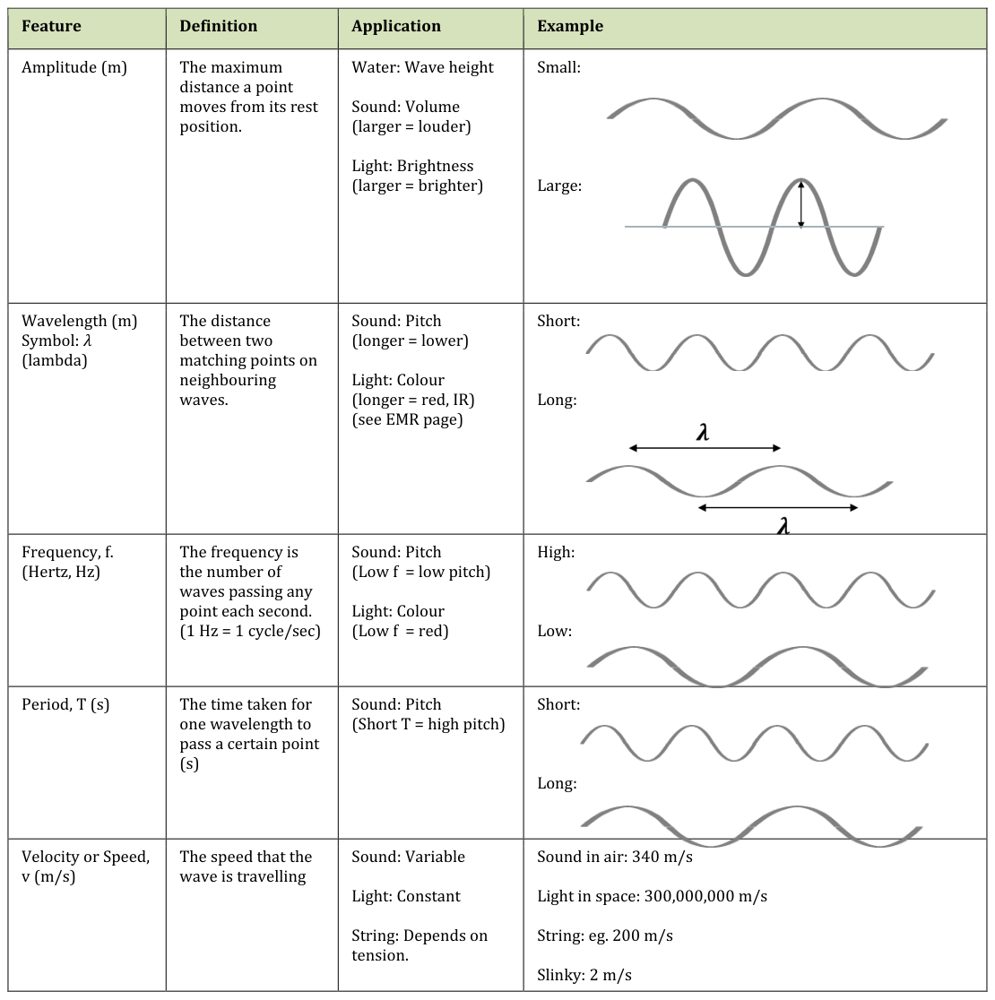 Feature
Definition
Application
Example
Amplitude (m)
The maximum
distance a point
moves from its rest
position.
Water: Wave height
Sound: Volume
(larger = louder)
Light: Brightness
(larger = brighter)
Small:
Large:
Wavelength (m)
Symbol: λ
(lambda)
The distance
between two
matching points on
neighbouring
waves.
Sound: Pitch
(longer = lower)
Light: Colour
(longer = red, IR)
(see EMR page)
Short:
Long:
λ
λ
Frequency, f.
(Hertz, Hz)
The frequency is
the number of
waves passing any
point each second.
(1 Hz = 1 cycle/sec)
Sound: Pitch
(Low f  = low pitch)
Light: Colour
(Low f  = red)
High:
Low:
Period, T (s)
The time taken for
one wavelength to
pass a certain point
(s)
Sound: Pitch
(Short T = high pitch)
Short:
Long:
Velocity or Speed,
v (m/s)
The speed that the
wave is travelling
Sound: Variable
Light: Constant
String: Depends on
tension.
Sound in air: 340 m/s
Light in space: 300,000,000 m/s
String: eg. 200 m/s
Slinky: 2 m/s